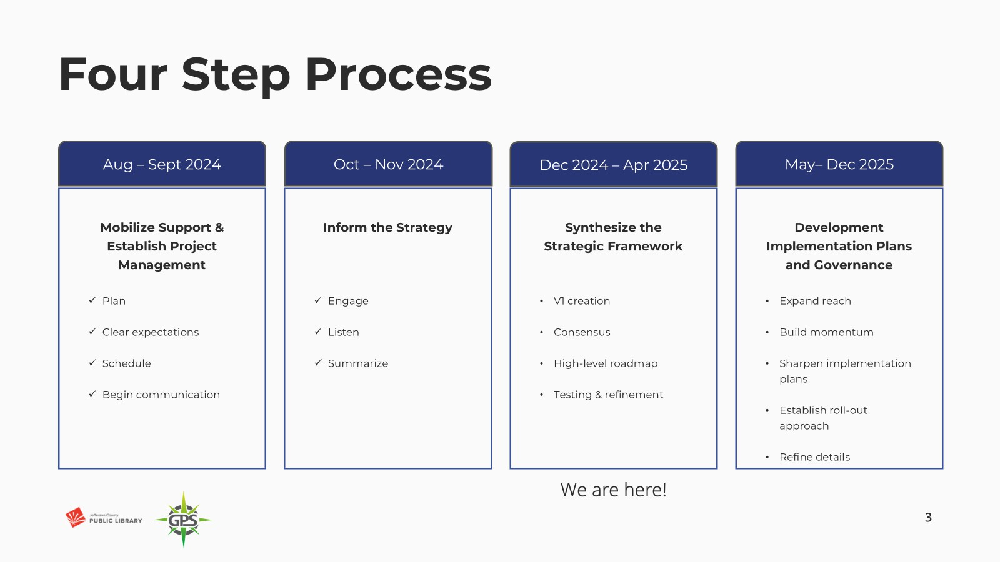 Four Step Process
Aug – Sept 2024
Mobilize Support &
Establish Project
Management
✓ Plan
✓ Clear expectations
✓ Schedule
✓ Begin communication
Oct – Nov 2024
Inform the Strategy
✓ Engage
✓ Listen
✓ Summarize
Dec 2024 – Apr 2025
Synthesize the
Strategic Framework
• V1 creation
• Consensus
• High-level roadmap
• Testing & refinement
May– Dec 2025
Development
Implementation Plans
and Governance
• Expand reach
• Build momentum
• Sharpen implementation
plans
• Establish roll-out
approach
• Refine details
We are here!
Jefferson County
PUBLIC LIBRARY
GPS
3